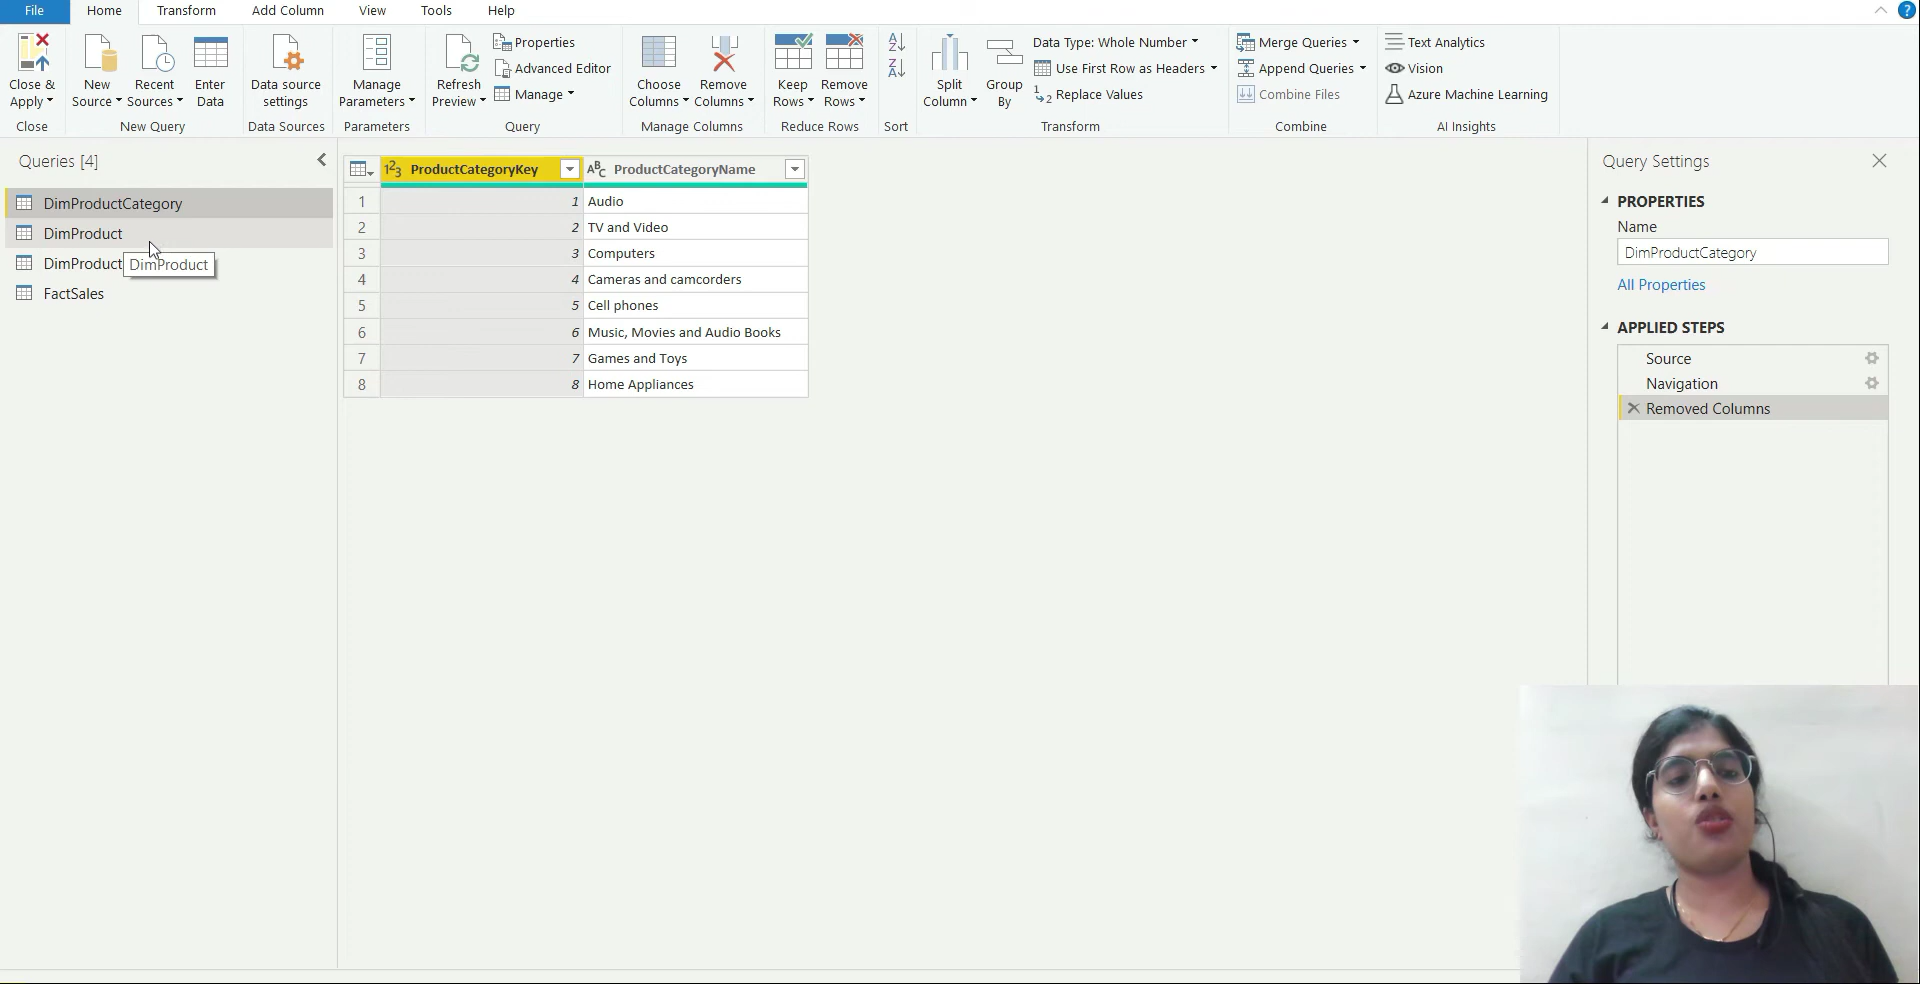 File Home Transform Add Column View Tools Help
Close & Apply
Close
New Source
Recent Sources
Enter Data
New Query
Data source settings
Data Sources
Manage Parameters
Parameters
Refresh Preview
Properties
Advanced Editor
Manage
Query
Choose Columns
Remove Columns
Manage Columns
Keep Rows
Remove Rows
Reduce Rows
A Z
Z A
Sort
Split Column
Group By
Data Type: Whole Number
Use First Row as Headers
1 2 Replace Values
Transform
Merge Queries
Append Queries
Combine Files
Combine
Text Analytics
Vision
Azure Machine Learning
AI Insights
?
Queries [4]
DimProductCategory
DimProduct
DimProduct
DimProduct
FactSales
123 ProductCategoryKey ABC ProductCategoryName
1 1 Audio
2 2 TV and Video
3 3 Computers
4 4 Cameras and camcorders
5 5 Cell phones
6 6 Music, Movies and Audio Books
7 7 Games and Toys
8 8 Home Appliances
Query Settings
PROPERTIES
Name
DimProductCategory
All Properties
APPLIED STEPS
Source
Navigation
Removed Columns